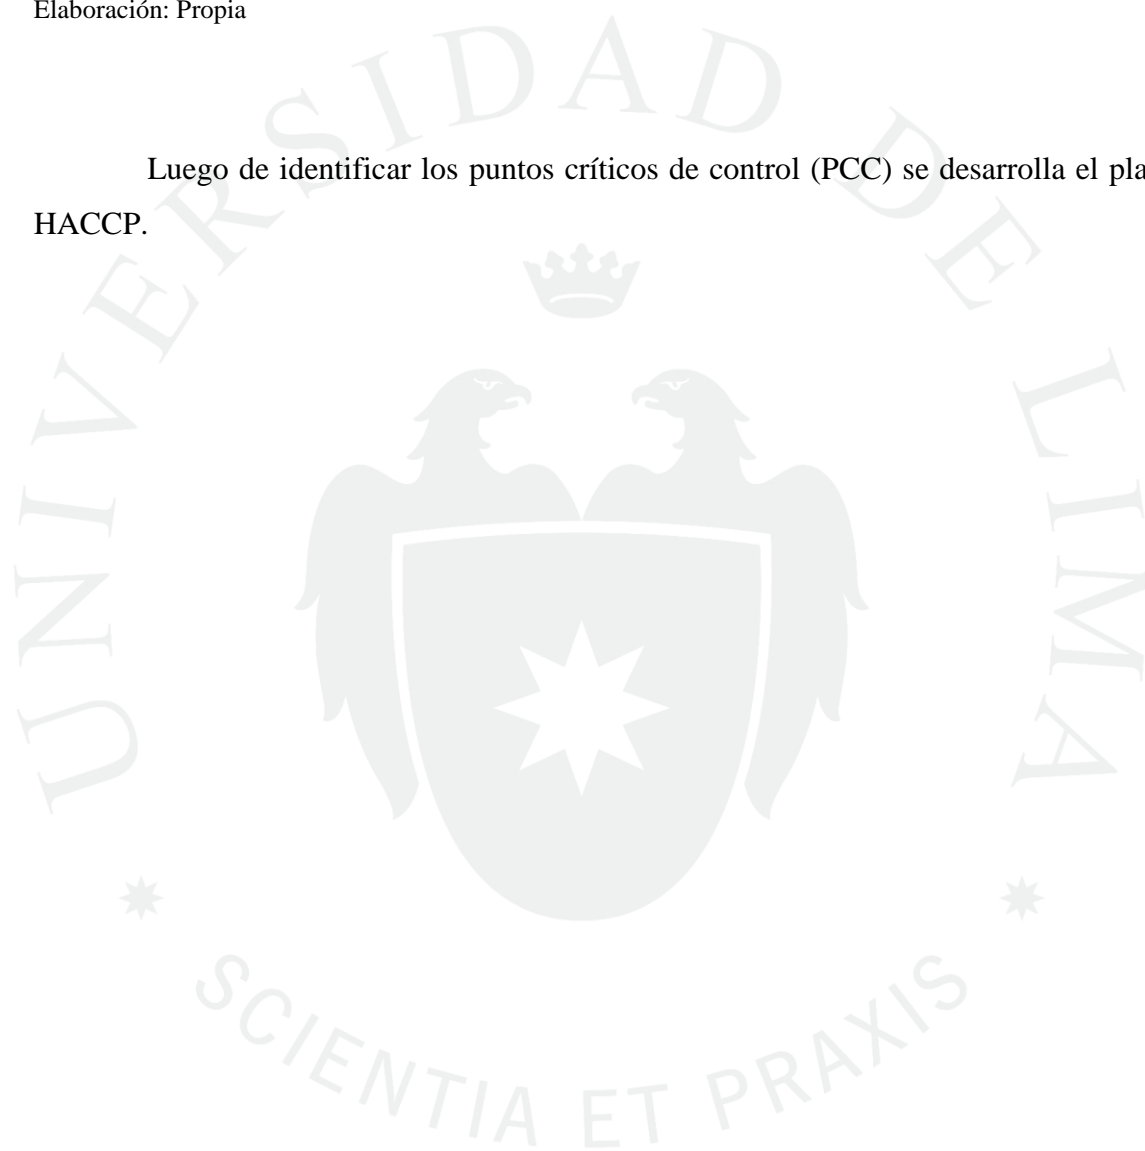 Elaboración: Propia
Luego de identificar los puntos críticos de control (PCC) se desarrolla el pla
HACCP.
UNIVERSIDAD DE LIMA
SCIENTIA ET PRAXIS